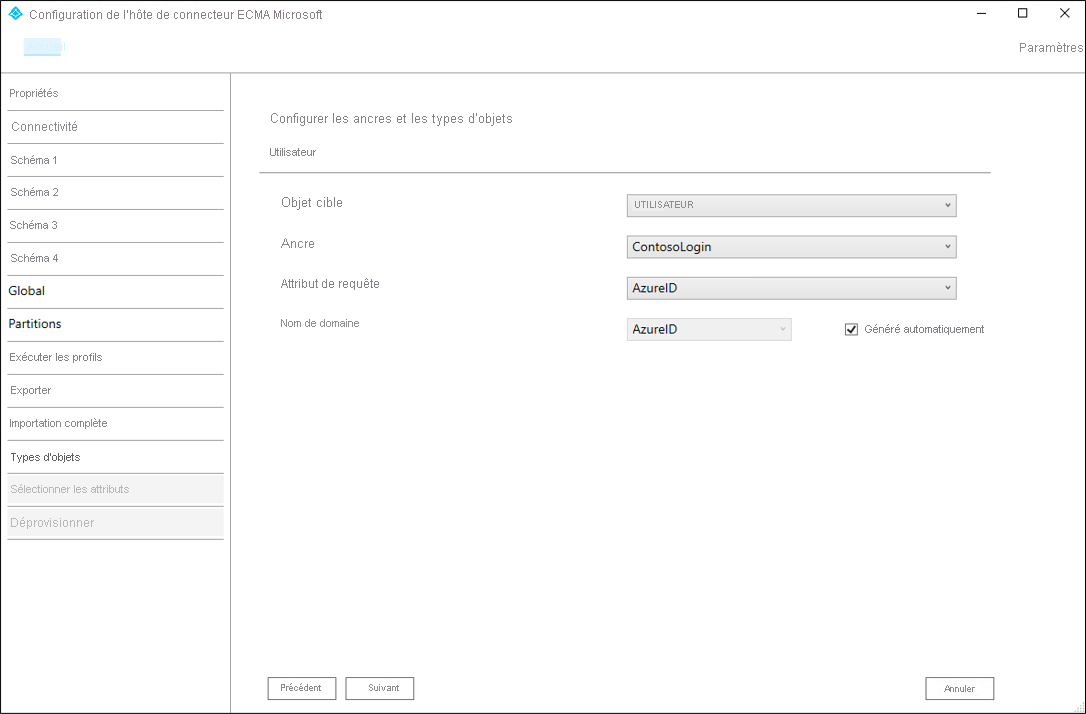 Configuration de l'hôte de connecteur ECMA Microsoft
Paramètres
Propriétés
Connectivité
Schéma 1
Schéma 2
Schéma 3
Schéma 4
Global
Partitions
Exécuter les profils
Exporter
Importation complète
Types d'objets
Sélectionner les attributs
Déprovisionner
Configurer les ancres et les types d'objets
Utilisateur
Objet cible UTILISATEUR
Ancre ContosoLogin
Attribut de requête AzureID
Nom de domaine AzureID Généré automatiquement
Précédent Suivant Annuler